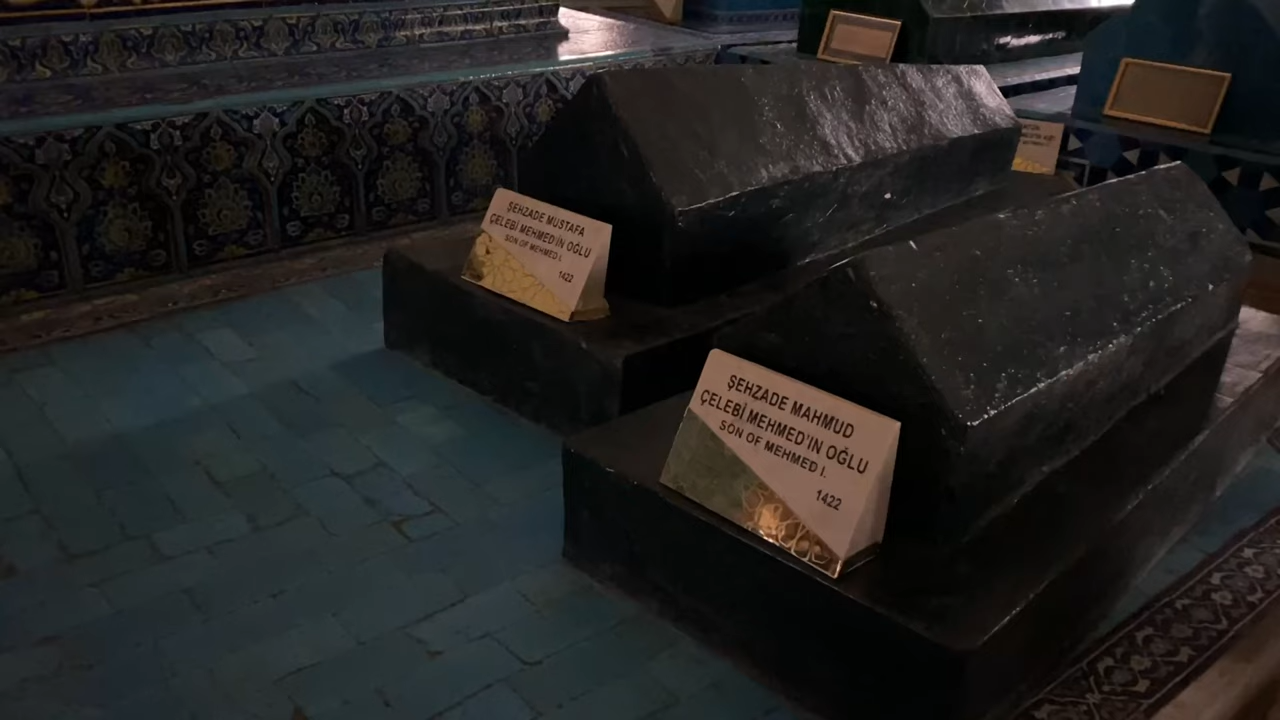 ŞEHZADE MUSTAFA
ÇELEBİ MEHMED'İN OĞLU
SON OF MEHMED I.
1422
ŞEHZADE MAHMUD
ÇELEBİ MEHMED'İN OĞLU
SON OF MEHMED I.
1422